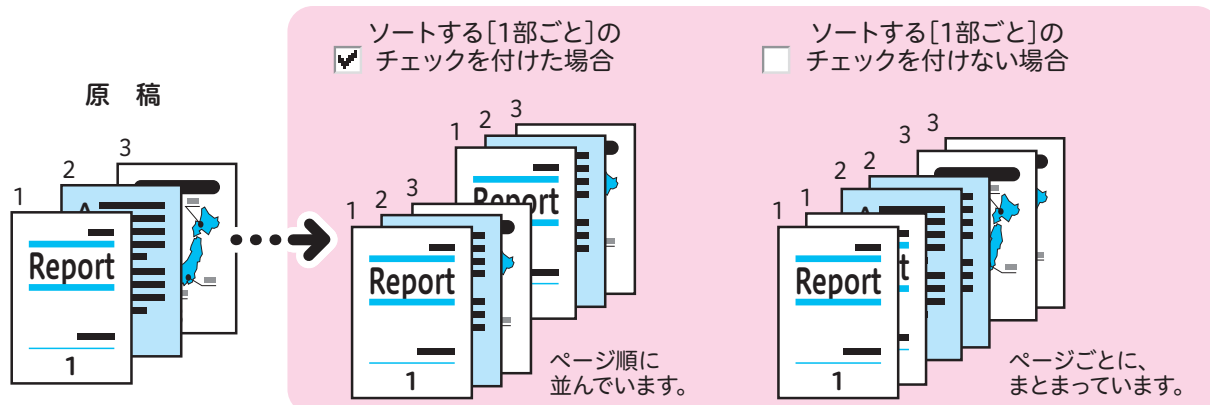 原 稿
1
2
3
Report
1
ソートする[1部ごと]の
チェックを付けた場合
1
2
3
1
2
3
Report
Report
1
ページ順に
並んでいます。
ソートする[1部ごと]の
チェックを付けない場合
1
1
2
2
3
3
Report
1
ページごとに、
まとまっています。